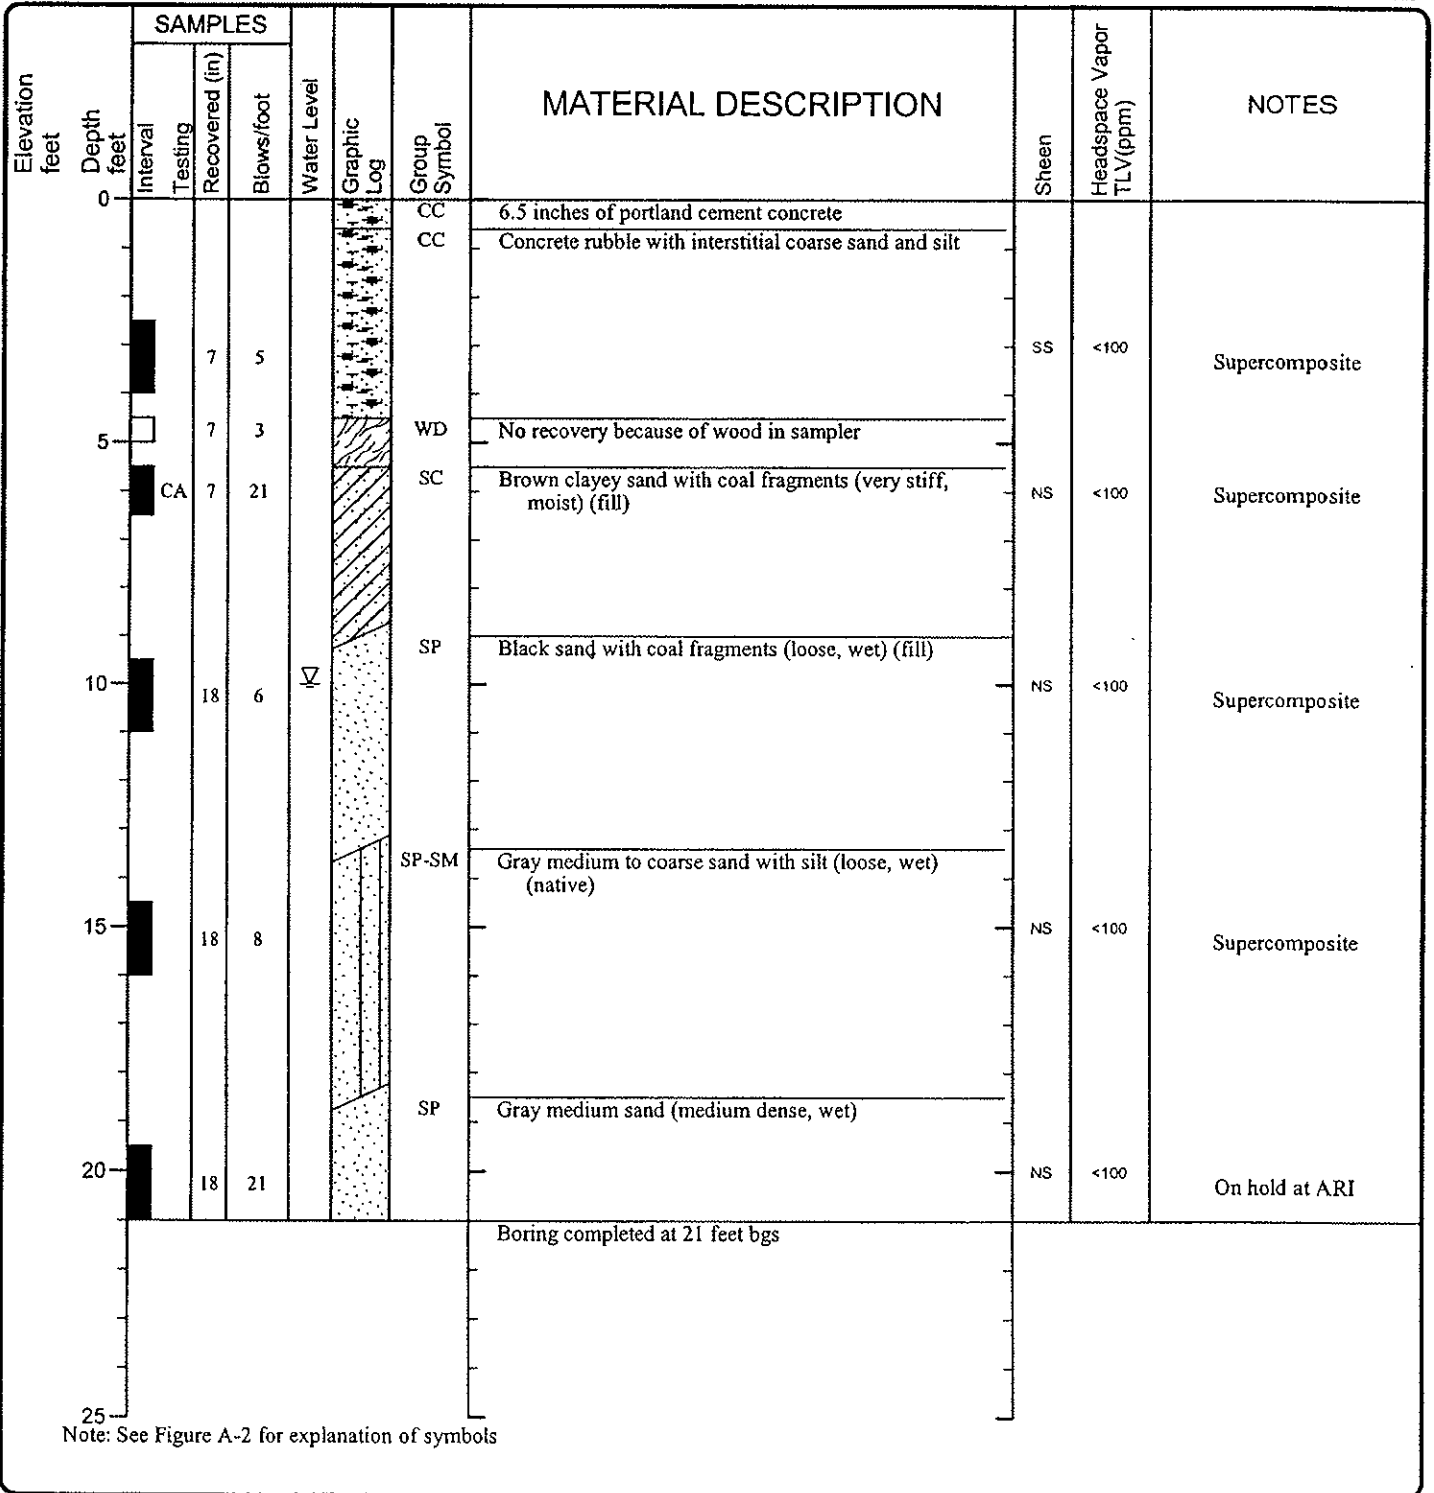 SAMPLES
Elevation
feet
Depth
feet
Interval
Testing
Recovered (in)
Blows/foot
Water Level
Graphic
Log
Group
Symbol
MATERIAL DESCRIPTION
Sheen
Headspace Vapor
TLV(ppm)
NOTES
0
CC 6.5 inches of portland cement concrete
CC Concrete rubble with interstitial coarse sand and silt
7 5 SS <100 Supercomposite
7 3 WD No recovery because of wood in sampler
5
CA 7 21 SC Brown clayey sand with coal fragments (very stiff, NS <100 Supercomposite
moist) (fill)
SP Black sand with coal fragments (loose, wet) (fill)
10 18 6 NS <100 Supercomposite
SP-SM Gray medium to coarse sand with silt (loose, wet)
(native)
15 18 8 NS <100 Supercomposite
SP Gray medium sand (medium dense, wet)
20 18 21 NS <100 On hold at ARI
Boring completed at 21 feet bgs
25
Note: See Figure A-2 for explanation of symbols